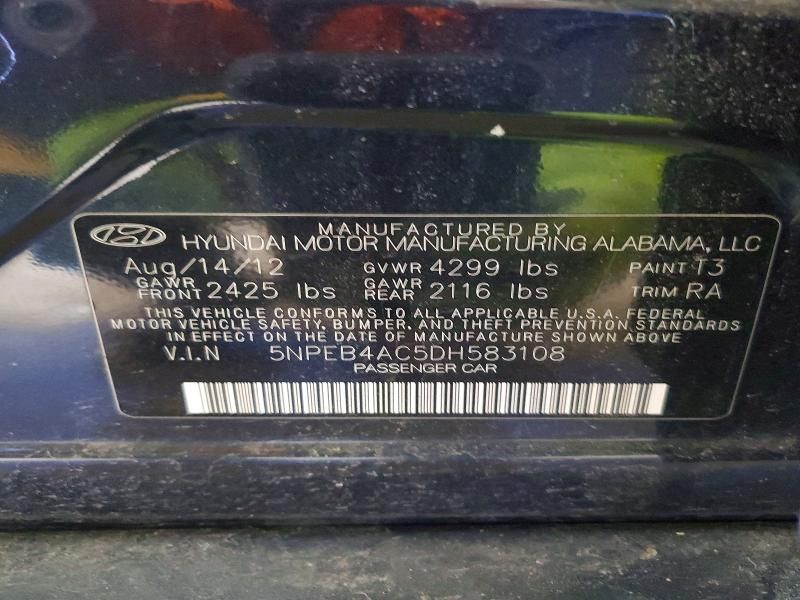 MANUFACTURED BY
HYUNDAI MOTOR MANUFACTURING ALABAMA, LLC
Aug/14/12 GVWR 4299 lbs PAINT T3
GAWR FRONT 2425 lbs GAWR REAR 2116 lbs TRIM RA
THIS VEHICLE CONFORMS TO ALL APPLICABLE U.S.A. FEDERAL
MOTOR VEHICLE SAFETY, BUMPER, AND THEFT PREVENTION STANDARDS
IN EFFECT ON THE DATE OF MANUFACTURE SHOWN ABOVE
V.I.N 5NPEB4AC5DH583108
PASSENGER CAR